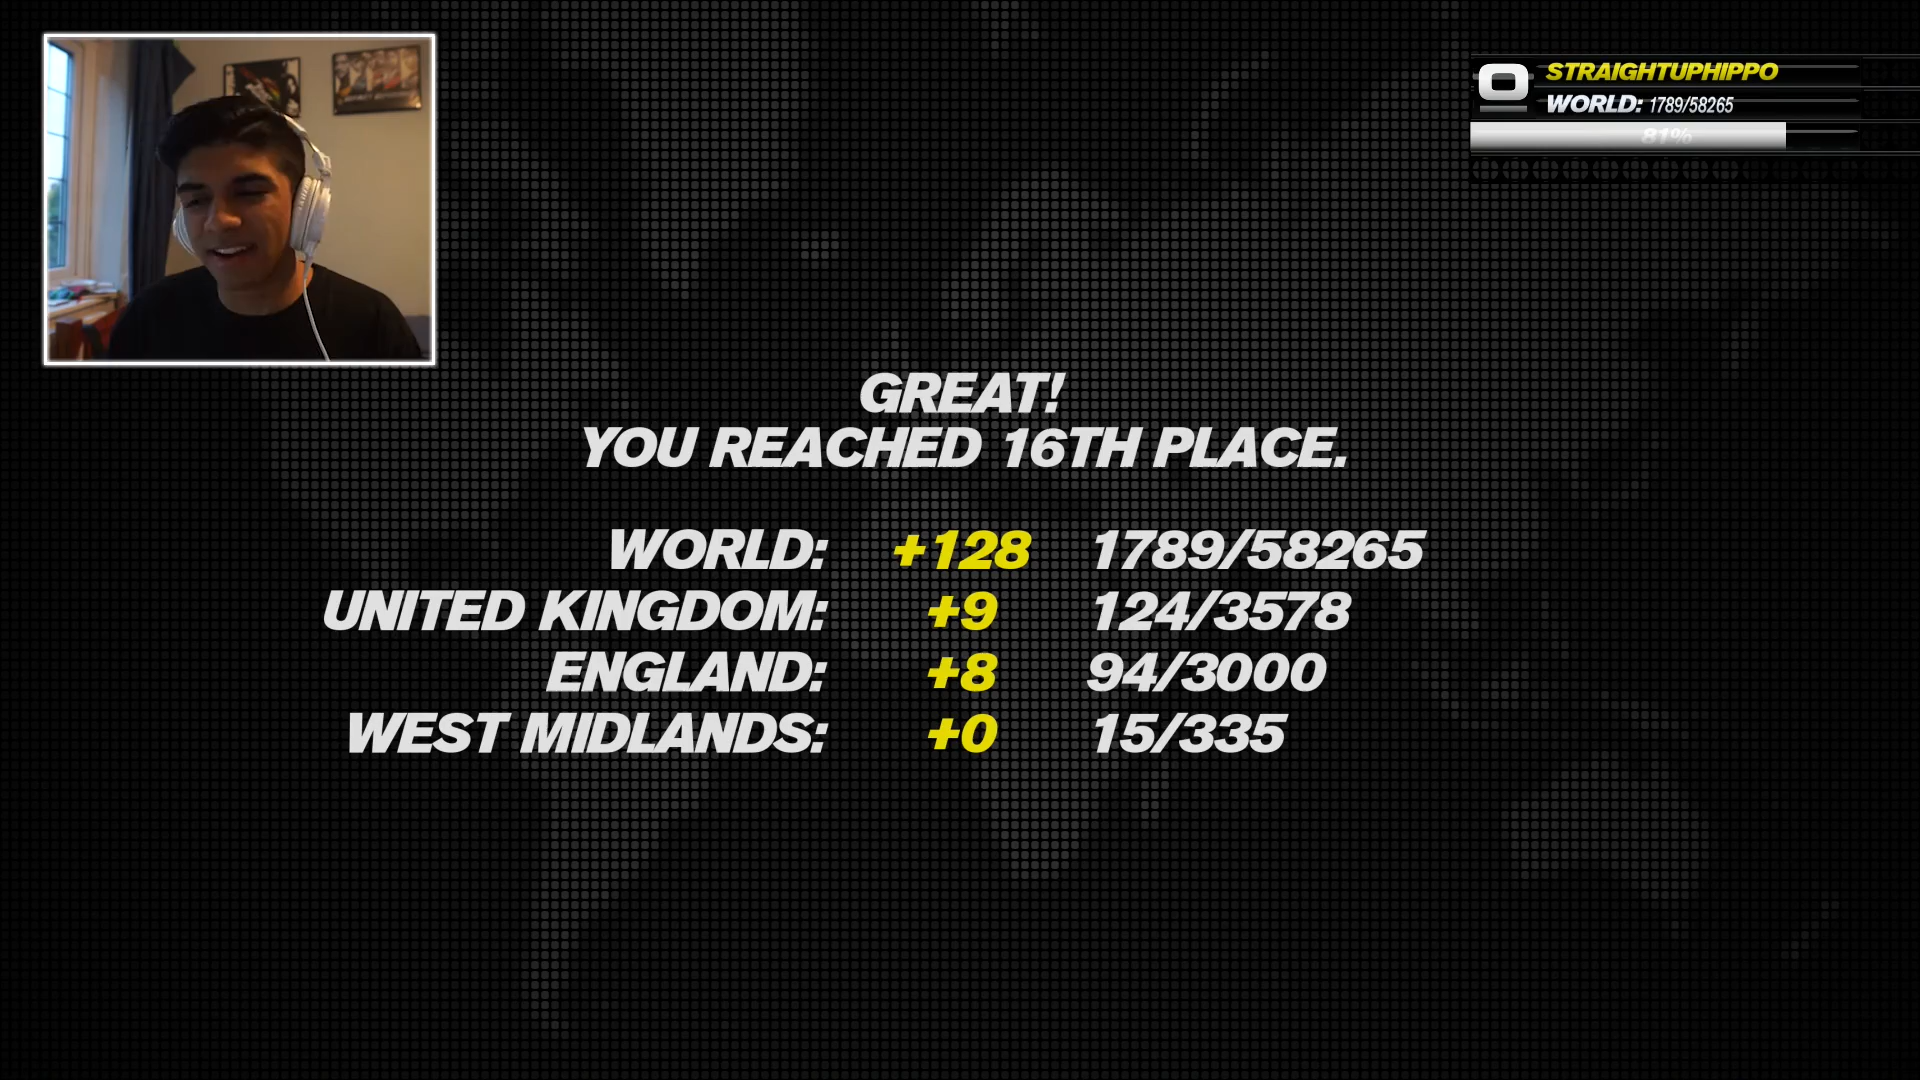 STRAIGHTUPHIPPO
WORLD: 1789/58265
81%
GREAT!
YOU REACHED 16TH PLACE.
WORLD: +128 1789/58265
UNITED KINGDOM: +9 124/3578
ENGLAND: +8 94/3000
WEST MIDLANDS: +0 15/335